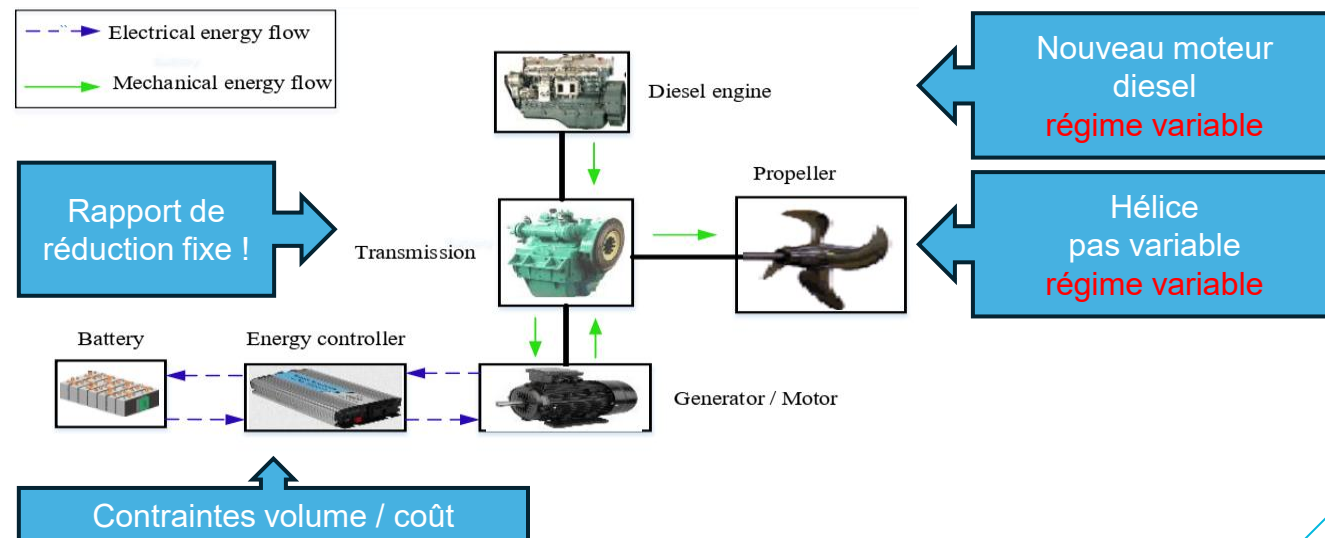 Electrical energy flow
Mechanical energy flow
Diesel engine
Nouveau moteur
diesel
régime variable
Rapport de
réduction fixe !
Transmission
Propeller
Hélice
pas variable
régime variable
Battery
Energy controller
Generator / Motor
Contraintes volume / coût